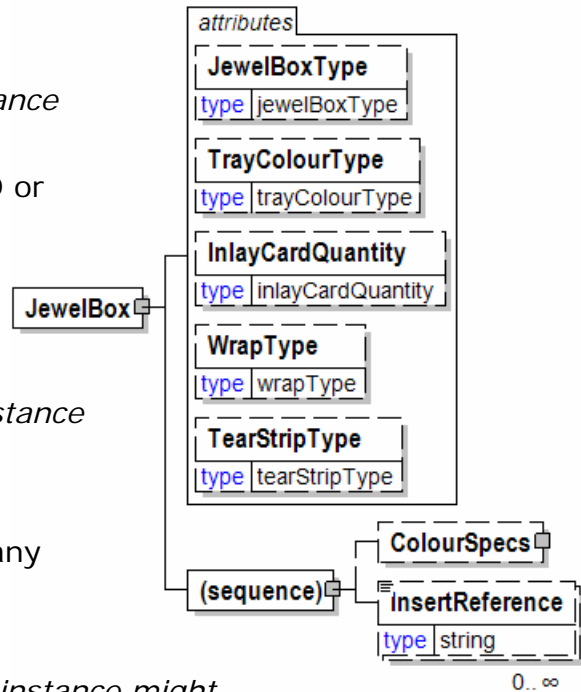 attributes
JewelBoxType
type jewelBoxType
TrayColourType
type trayColourType
InlayCardQuantity
type inlayCardQuantity
WrapType
type wrapType
TearStripType
type tearStripType
JewelBox
(sequence)
ColourSpecs
InsertReference
type string
0.. ∞
ance
or
stance
any
instance might